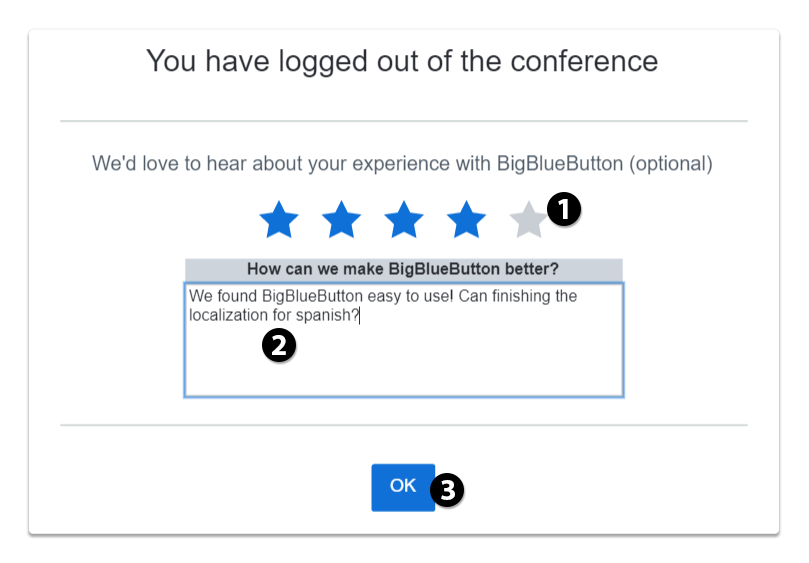 You have logged out of the conference
We'd love to hear about your experience with BigBlueButton (optional)
1
How can we make BigBlueButton better?
We found BigBlueButton easy to use! Can finishing the
localization for spanish?
2
OK
3